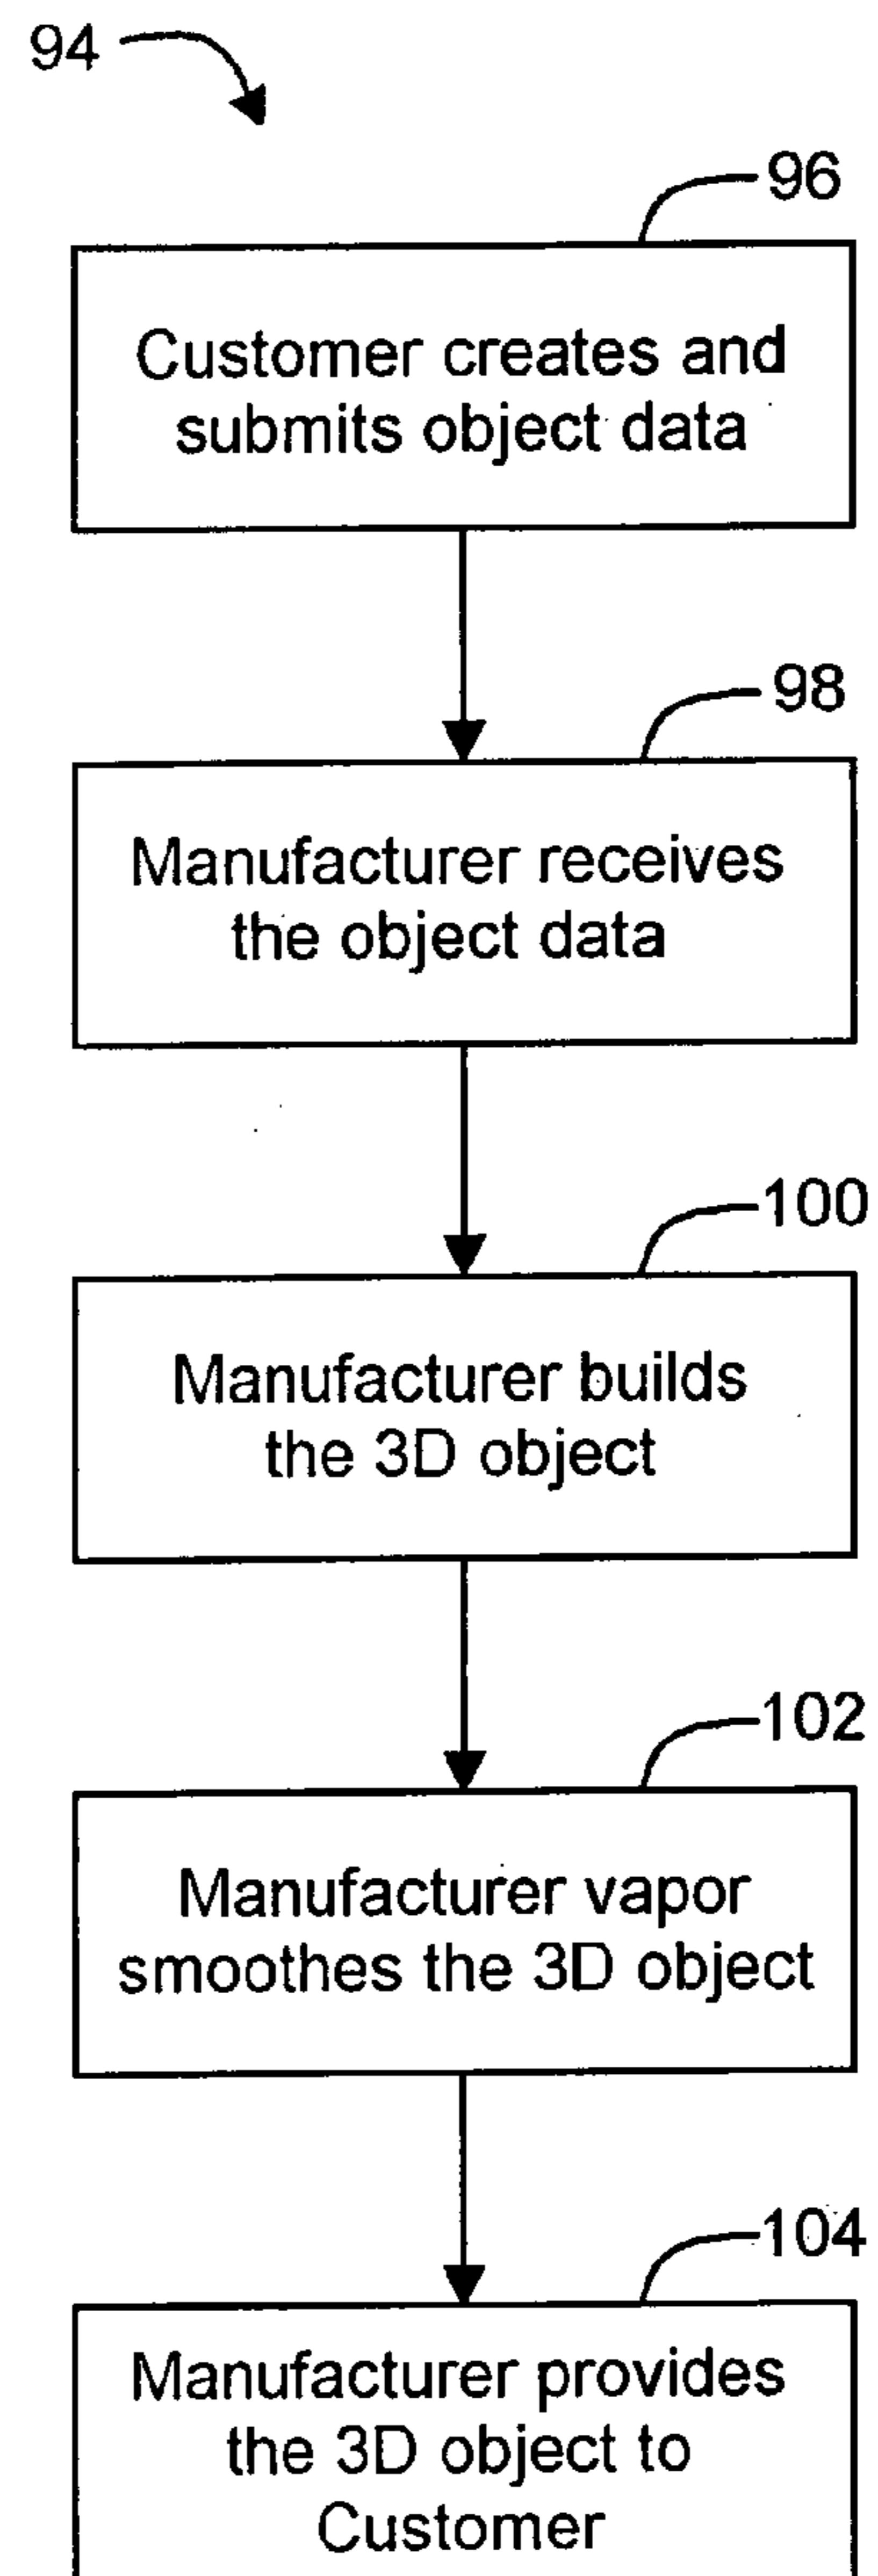 94
96
Customer creates and
submits object data
98
Manufacturer receives
the object data
100
Manufacturer builds
the 3D object
102
Manufacturer vapor
smoothes the 3D object
104
Manufacturer provides
the 3D object to
Customer